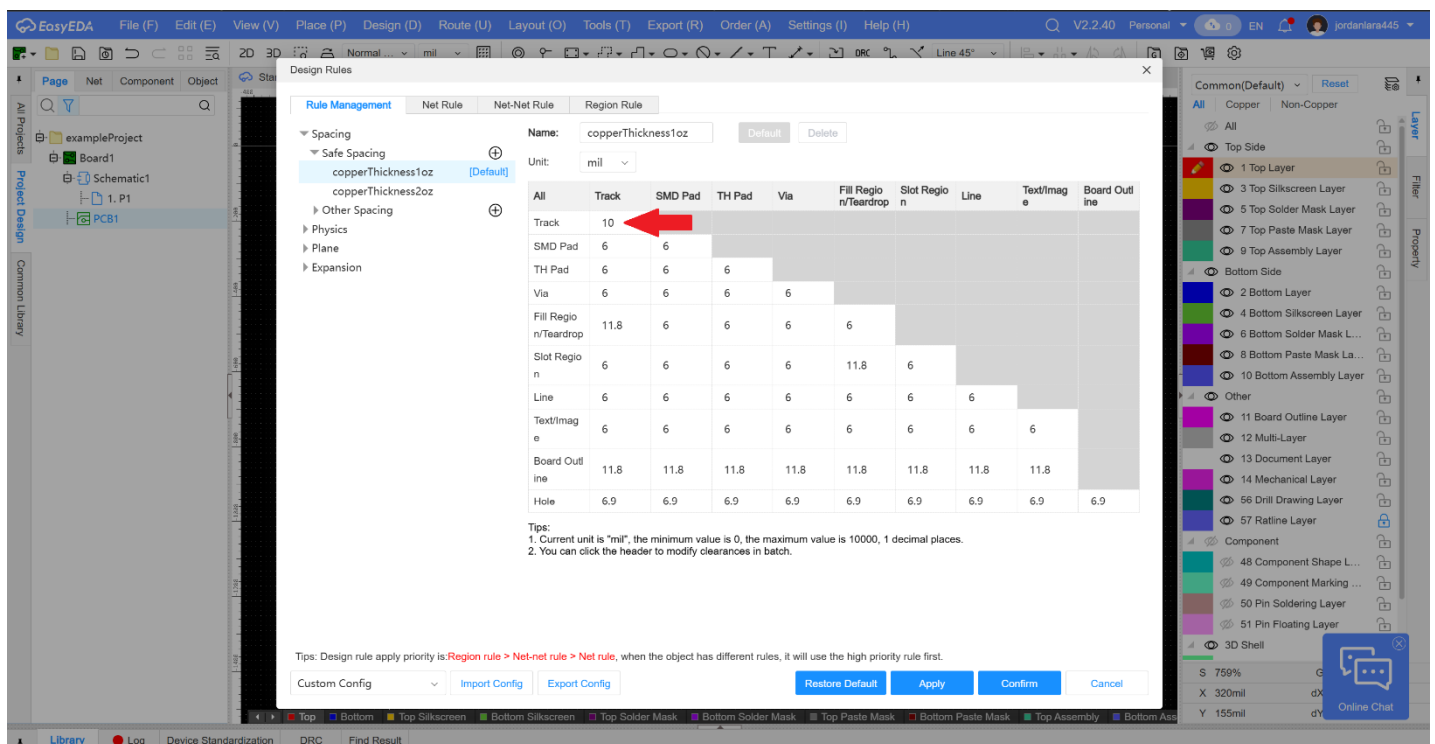 EasyEDA File (F) Edit (E) View (V) Place (P) Design (D) Route (U) Layout (O) Tools (T) Export (R) Order (A) Settings (I) Help (H) V2.2.40 Personal 0 EN jordanlara445
2D 3D Normal ... mil T DRC Line 45°
Page Net Component Object Sta
All Projects
Project Design
Common Library
exampleProject
Board1
Schematic1
1. P1
PCB1
Design Rules
Rule Management Net Rule Net-Net Rule Region Rule
Spacing
Safe Spacing
copperThickness1oz [Default]
copperThickness2oz
Other Spacing
Physics
Plane
Expansion
Name: copperThickness1oz Default Delete
Unit: mil
All Track SMD Pad TH Pad Via Fill Regio Slot Regio Line Text/Imag Board Outl
n/Teardrop n e ine
Track 10
SMD Pad 6 6
TH Pad 6 6 6
Via 6 6 6 6
Fill Regio
n/Teardrop 11.8 6 6 6 6
Slot Regio
n 6 6 6 6 11.8 6
Line 6 6 6 6 6 6 6
Text/Imag
e 6 6 6 6 6 6 6 6
Board Outl
ine 11.8 11.8 11.8 11.8 11.8 11.8 11.8 11.8
Hole 6.9 6.9 6.9 6.9 6.9 6.9 6.9 6.9 6.9
Tips:
1. Current unit is "mil", the minimum value is 0, the maximum value is 10000, 1 decimal places.
2. You can click the header to modify clearances in batch.
Tips: Design rule apply priority is:Region rule > Net-net rule > Net rule, when the object has different rules, it will use the high priority rule first.
Custom Config Import Config Export Config Restore Default Apply Confirm Cancel
Common(Default) Reset
All Copper Non-Copper
All
Top Side
1 Top Layer
3 Top Silkscreen Layer
5 Top Solder Mask Layer
7 Top Paste Mask Layer
9 Top Assembly Layer
Bottom Side
2 Bottom Layer
4 Bottom Silkscreen Layer
6 Bottom Solder Mask L...
8 Bottom Paste Mask La...
10 Bottom Assembly Layer
Other
11 Board Outline Layer
12 Multi-Layer
13 Document Layer
14 Mechanical Layer
56 Drill Drawing Layer
57 Ratline Layer
Component
48 Component Shape L...
49 Component Marking ...
50 Pin Soldering Layer
51 Pin Floating Layer
3D Shell
S 759% G
X 320mil dX
Y 155mil dY
Online Chat
Layer
Filter
Property
Top Bottom Top Silkscreen Bottom Silkscreen Top Solder Mask Bottom Solder Mask Top Paste Mask Bottom Paste Mask Top Assembly Bottom Ass
Library Log Device Standardization DRC Find Result